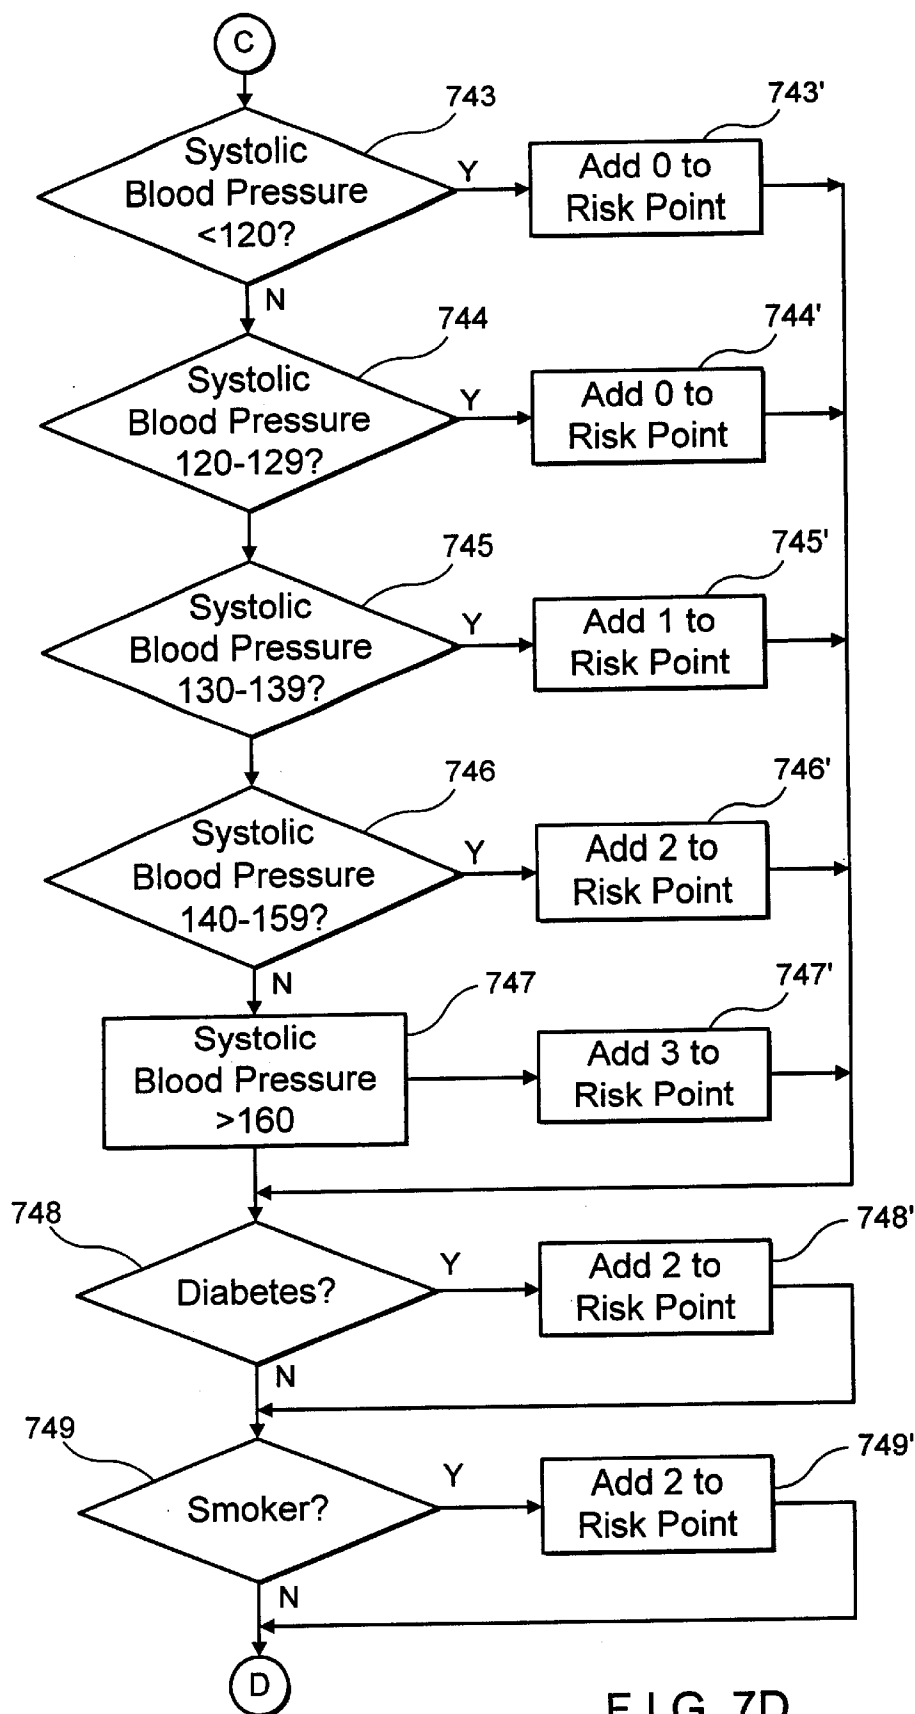 C
743
743'
Systolic
Blood Pressure
<120?
Y
Add 0 to
Risk Point
N
744
744'
Systolic
Blood Pressure
120-129?
Y
Add 0 to
Risk Point
745
745'
Systolic
Blood Pressure
130-139?
Y
Add 1 to
Risk Point
746
746'
Systolic
Blood Pressure
140-159?
Y
Add 2 to
Risk Point
N
747
747'
Systolic
Blood Pressure
>160
Add 3 to
Risk Point
748
748'
Diabetes?
Y
Add 2 to
Risk Point
N
749
749'
Smoker?
Y
Add 2 to
Risk Point
N
D
FIG. 7D